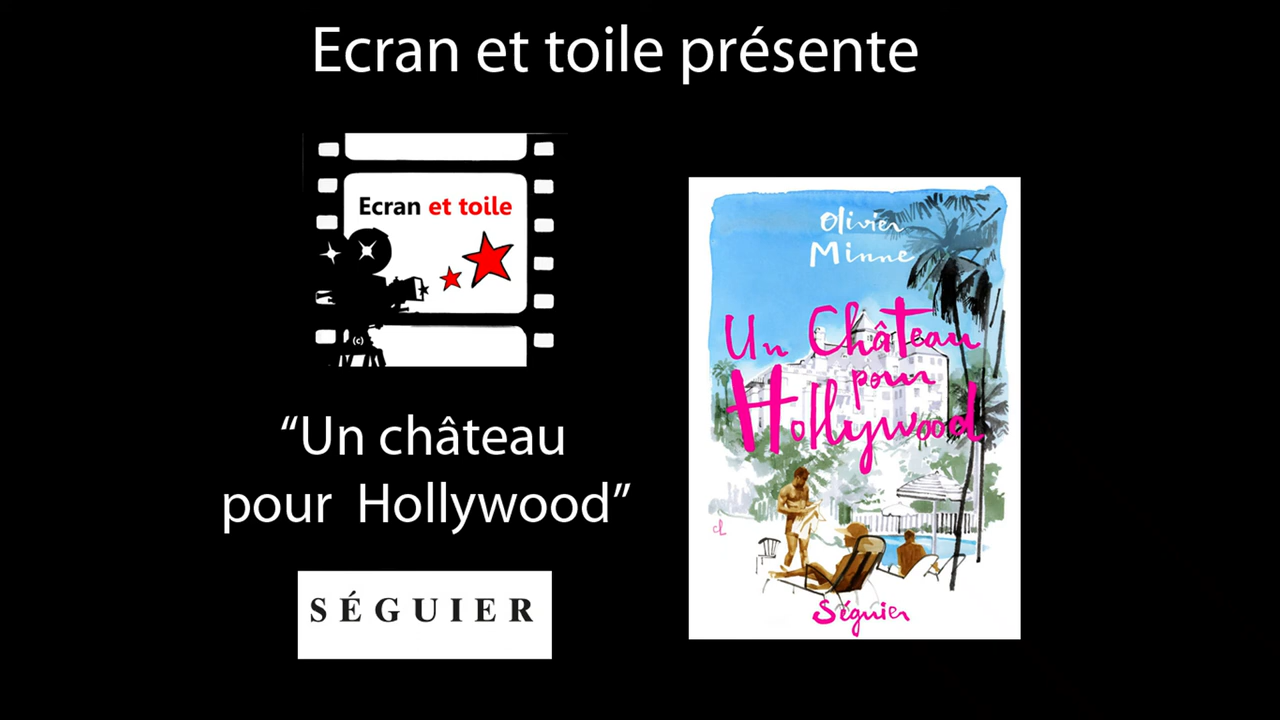 Ecran et toile présente
Ecran et toile
(c)
“Un château
pour Hollywood”
SÉGUIER
Olivier
Minne
Un Château
pour
Hollywood
cl
Séguier